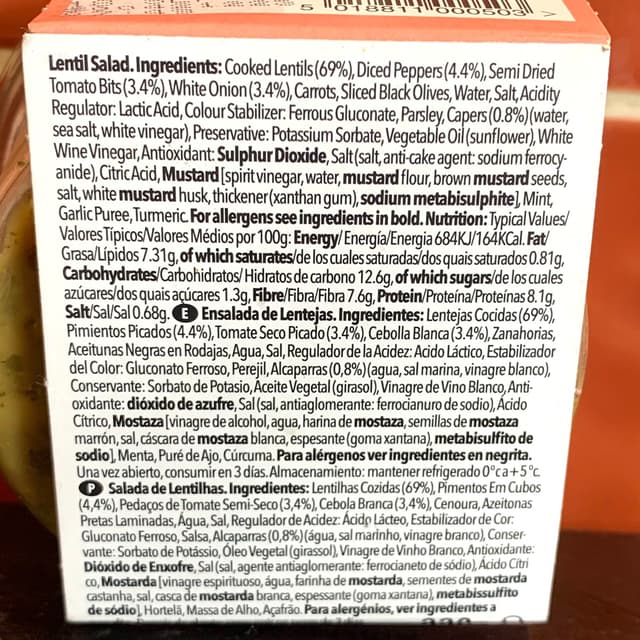 5 018811 000503 >
Lentil Salad. Ingredients: Cooked Lentils (69%), Diced Peppers (4.4%), Semi Dried
Tomato Bits (3.4%), White Onion (3.4%), Carrots, Sliced Black Olives, Water, Salt, Acidity
Regulator: Lactic Acid, Colour Stabilizer: Ferrous Gluconate, Parsley, Capers (0.8%) (water,
sea salt, white vinegar), Preservative: Potassium Sorbate, Vegetable Oil (sunflower), White
Wine Vinegar, Antioxidant: Sulphur Dioxide, Salt (salt, anti-cake agent: sodium ferrocy-
anide), Citric Acid, Mustard [spirit vinegar, water, mustard flour, brown mustard seeds,
salt, white mustard husk, thickener (xanthan gum), sodium metabisulphite], Mint,
Garlic Puree, Turmeric. For allergens see ingredients in bold. Nutrition: Typical Values/
Valores Típicos/Valores Médios por 100g: Energy/ Energía/Energia 684KJ/164KCal. Fat/
Grasa/Lípidos 7.31g, of which saturates/de los cuales saturadas/dos quais saturados 0.81g,
Carbohydrates/Carbohidratos/ Hidratos de carbono 12.6g, of which sugars/de los cuales
azúcares/dos quais açúcares 1.3g, Fibre/Fibra/Fibra 7.6g, Protein/Proteína/Proteínas 8.1g,
Salt/Sal/Sal 0.68g. E Ensalada de Lentejas. Ingredientes: Lentejas Cocidas (69%),
Pimientos Picados (4.4%), Tomate Seco Picado (3.4%), Cebolla Blanca (3.4%), Zanahorias,
Aceitunas Negras en Rodajas, Agua, Sal, Regulador de la Acidez: Acido Láctico, Estabilizador
del Color: Gluconato Ferroso, Perejil, Alcaparras (0,8%) (agua, sal marina, vinagre blanco),
Conservante: Sorbato de Potasio, Aceite Vegetal (girasol), Vinagre de Vino Blanco, Anti-
oxidante: dióxido de azufre, Sal (sal, antiaglomerante: ferrocianuro de sodio), Ácido
Cítrico, Mostaza [vinagre de alcohol, agua, harina de mostaza, semillas de mostaza
marrón, sal, cáscara de mostaza blanca, espesante (goma xantana), metabisulfito de
sodio], Menta, Puré de Ajo, Cúrcuma. Para alérgenos ver ingredientes en negrita.
Una vez abierto, consumir en 3 días. Almacenamiento: mantener refrigerado 0°c a + 5°c.
P Salada de Lentilhas. Ingredientes: Lentilhas Cozidas (69%), Pimentos Em Cubos
(4,4%), Pedaços de Tomate Semi-Seco (3,4%), Cebola Branca (3,4%), Cenoura, Azeitonas
Pretas Laminadas, Água, Sal, Regulador de Acidez: Ácido Lácteo, Estabilizador de Cor:
Gluconato Ferroso, Salsa, Alcaparras (0,8%) (água, sal marinho, vinagre branco), Conser-
vante: Sorbato de Potássio, Óleo Vegetal (girassol), Vinagre de Vinho Branco, Antioxidante:
Dióxido de Enxofre, Sal (sal, agente antiaglomerante: ferrocianeto de sódio), Ácido Cítri
co, Mostarda [vinagre espirituoso, água, farinha de mostarda, sementes de mostarda
castanha, sal, casca de mostarda branca, espessante (goma xantana), metabissulfito
de sódio], Hortelã, Massa de Alho, Açafrão. Para alergénios, ver ingredientes a